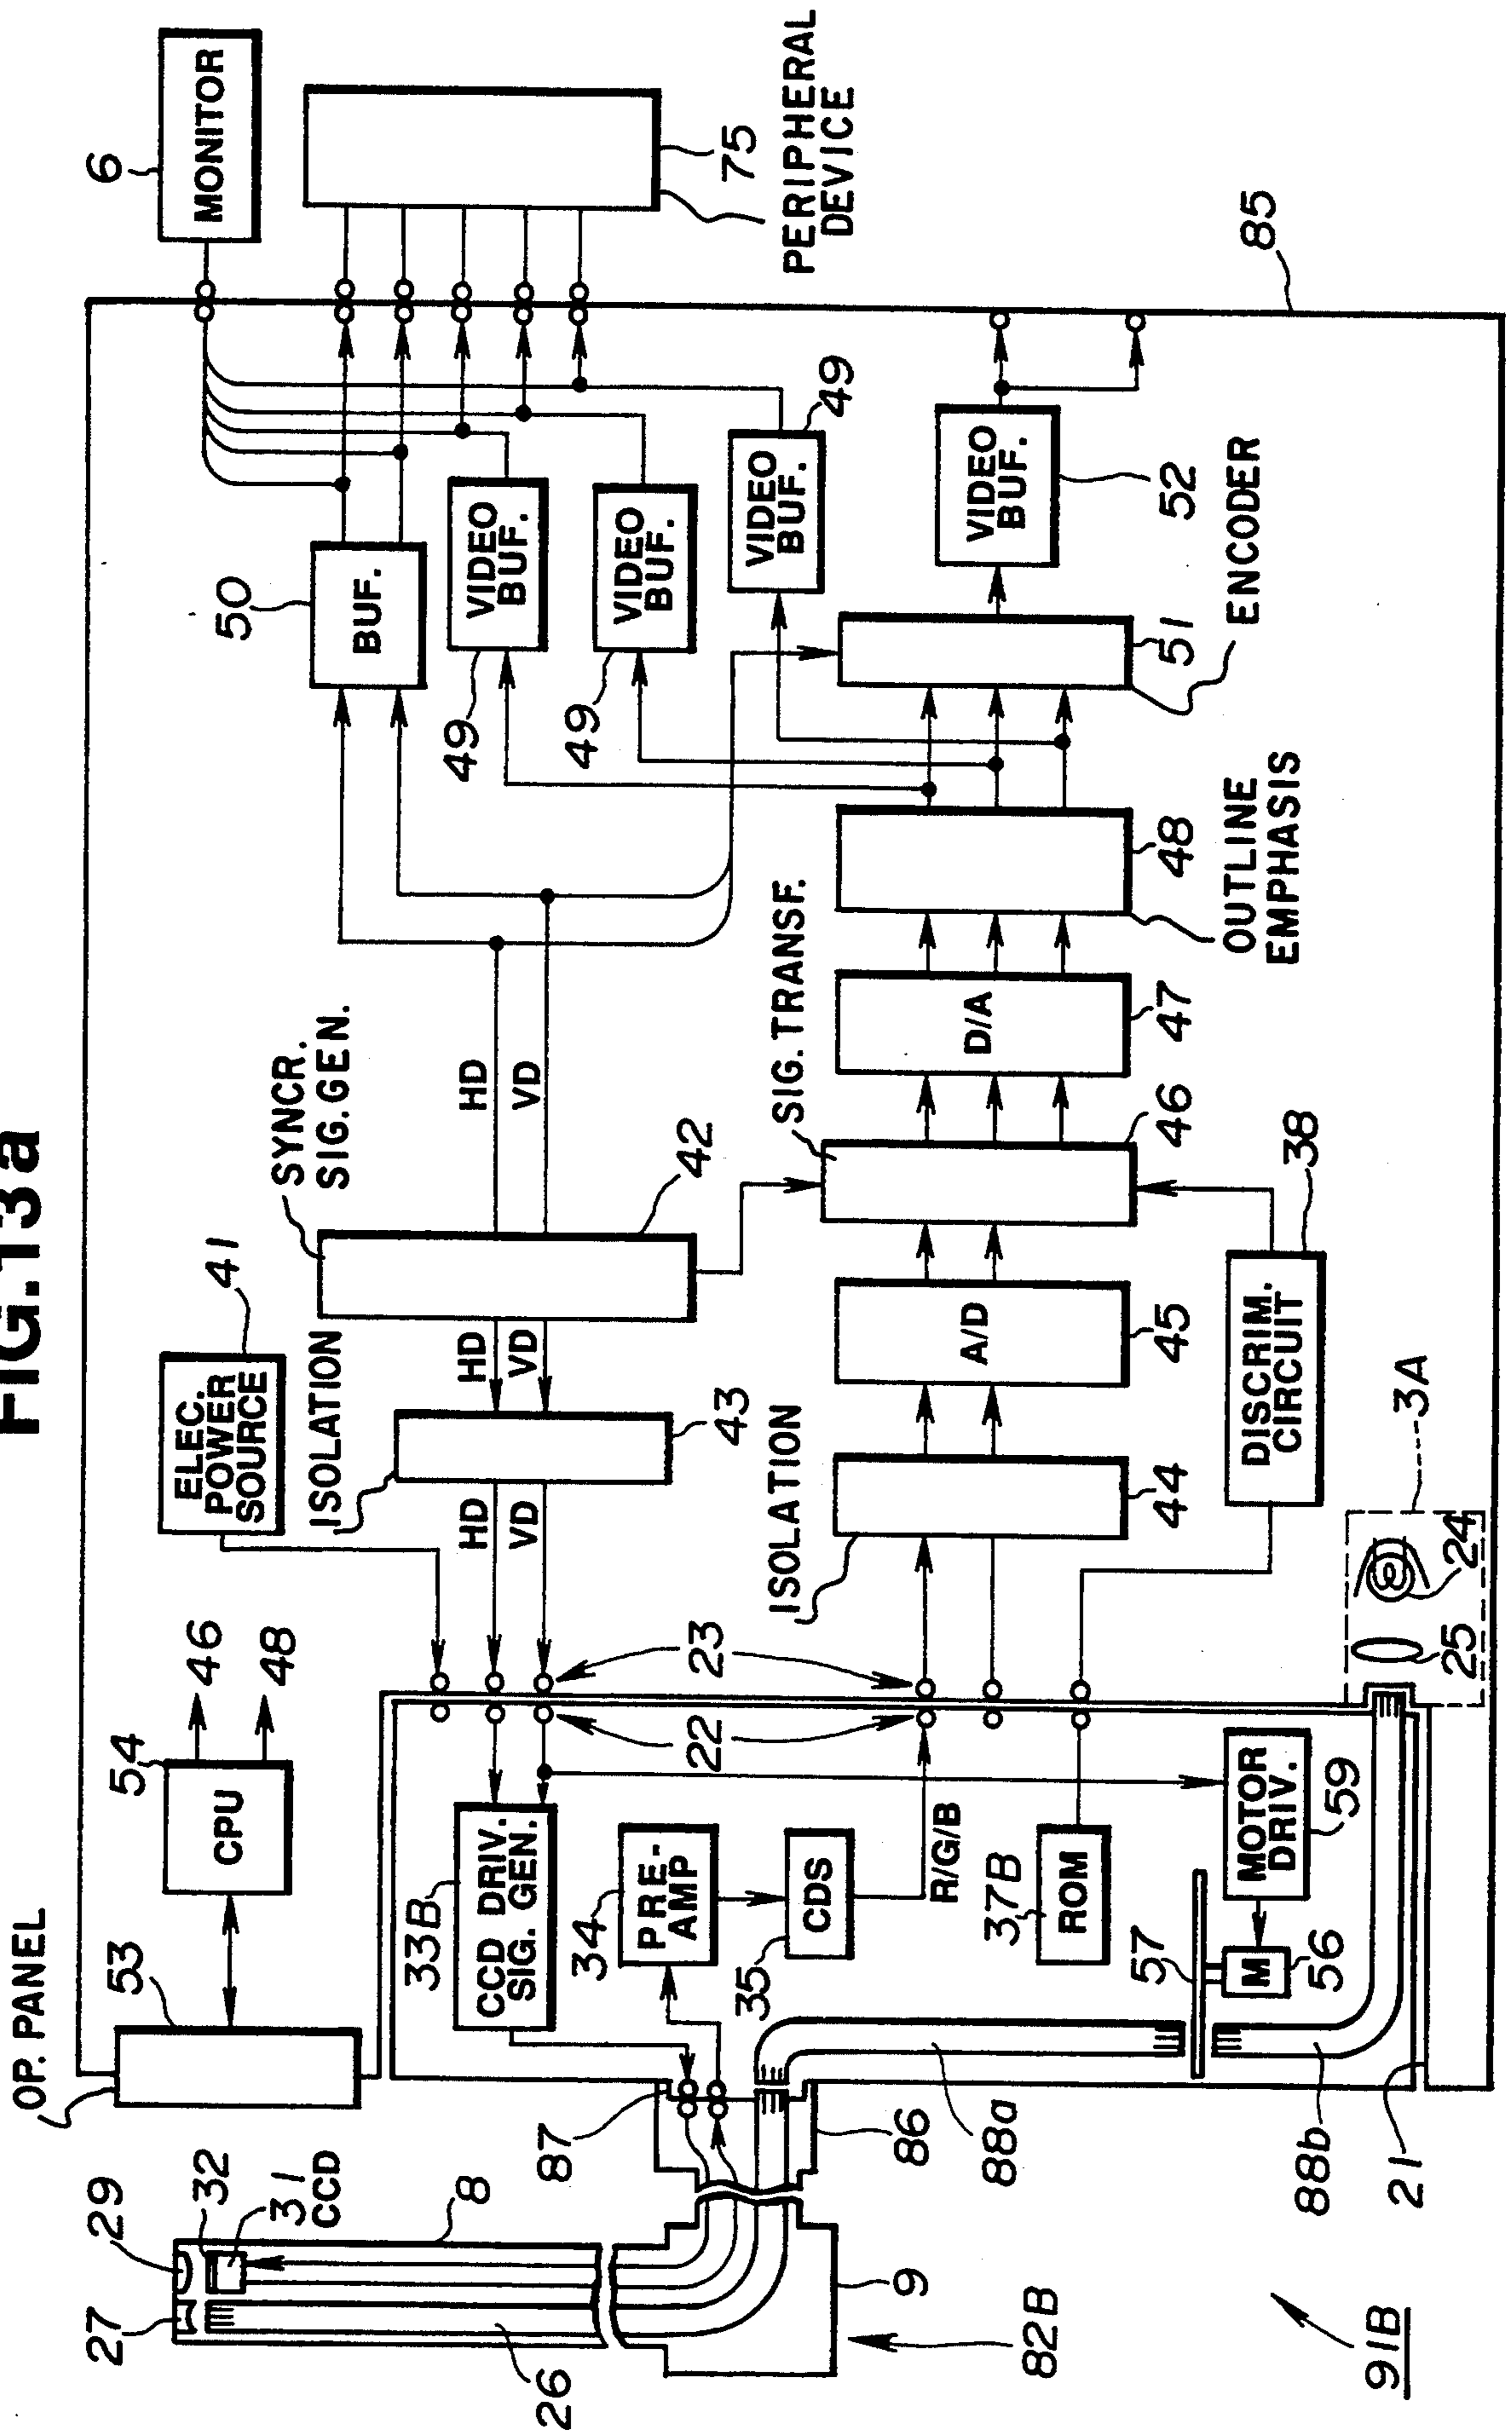 FIG.13a
OP. PANEL
53
54
CPU
46
48
ELEC.
POWER
SOURCE
41
SYNCR.
SIG.GEN.
ISOLATION
HD
VD
43
HD
VD
42
HD
VD
50
BUF.
6
MONITOR
75
PERIPHERAL
DEVICE
49
VIDEO
BUF.
49
VIDEO
BUF.
VIDEO
BUF.
49
29
27
32
31
CCD
8
26
9
82B
87
86
33B
CCD DRIV.
SIG. GEN.
34
PRE-
AMP
35
CDS
R/G/B
22
23
ISOLATION
44
A/D
45
SIG. TRANSF.
46
D/A
47
48
OUTLINE
EMPHASIS
51
ENCODER
VIDEO
BUF.
52
85
37B
ROM
DISCRIM.
CIRCUIT
38
57
M
56
MOTOR
DRIV.
59
88a
88b
21
25
24
3A
91B